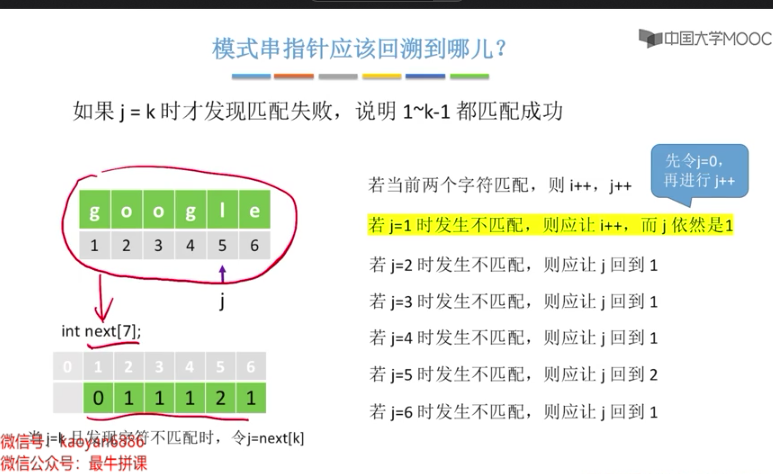 模式串指针应该回溯到哪儿？
中国大学MOOC
如果 j = k 时才发现匹配失败，说明 1~k-1 都匹配成功
先令j=0，
再进行 j++
若当前两个字符匹配，则 i++，j++
g o o g l e
1 2 3 4 5 6
j
若 j=1 时发生不匹配，则应让 i++，而 j 依然是1
若 j=2 时发生不匹配，则应让 j 回到 1
若 j=3 时发生不匹配，则应让 j 回到 1
若 j=4 时发生不匹配，则应让 j 回到 1
若 j=5 时发生不匹配，则应让 j 回到 2
若 j=6 时发生不匹配，则应让 j 回到 1
int next[7];
0 1 2 3 4 5 6
0 1 1 1 2 1
当 j=k 且发现字符不匹配时，令j=next[k]
微信号：kaoyan6886
微信公众号：最牛拼课